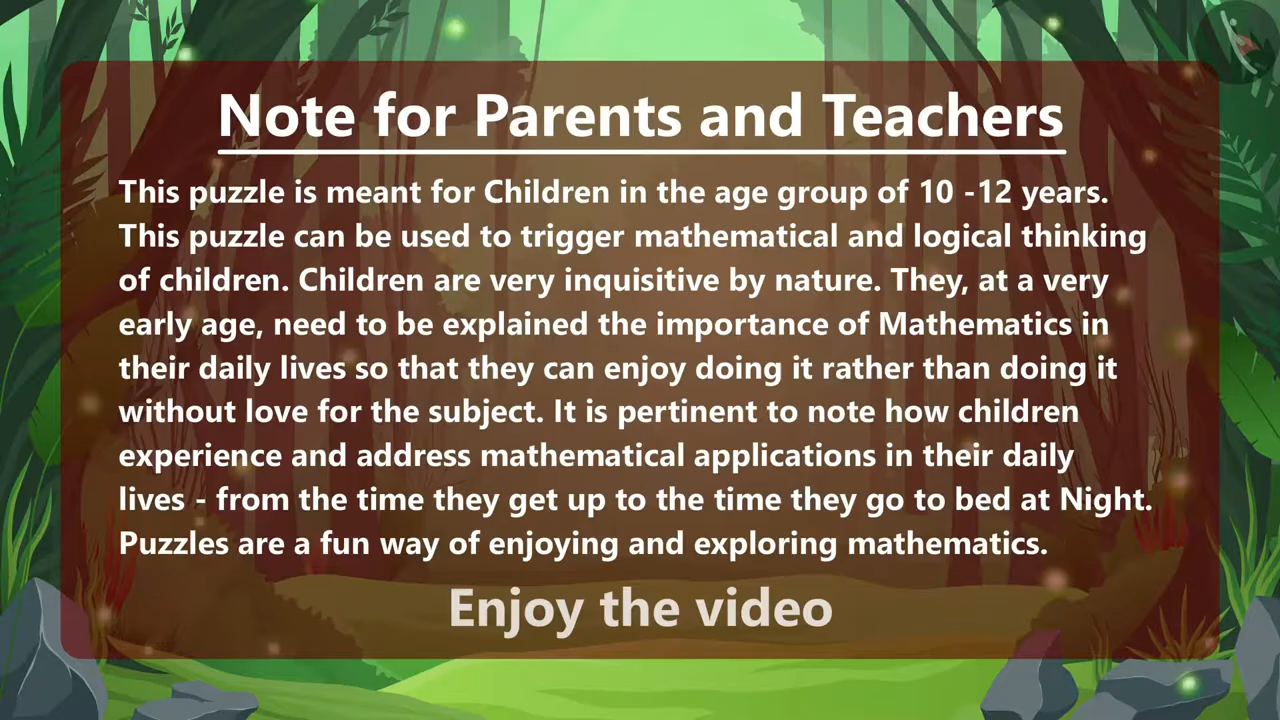 Note for Parents and Teachers
This puzzle is meant for Children in the age group of 10 -12 years.
This puzzle can be used to trigger mathematical and logical thinking
of children. Children are very inquisitive by nature. They, at a very
early age, need to be explained the importance of Mathematics in
their daily lives so that they can enjoy doing it rather than doing it
without love for the subject. It is pertinent to note how children
experience and address mathematical applications in their daily
lives - from the time they get up to the time they go to bed at Night.
Puzzles are a fun way of enjoying and exploring mathematics.
Enjoy the video